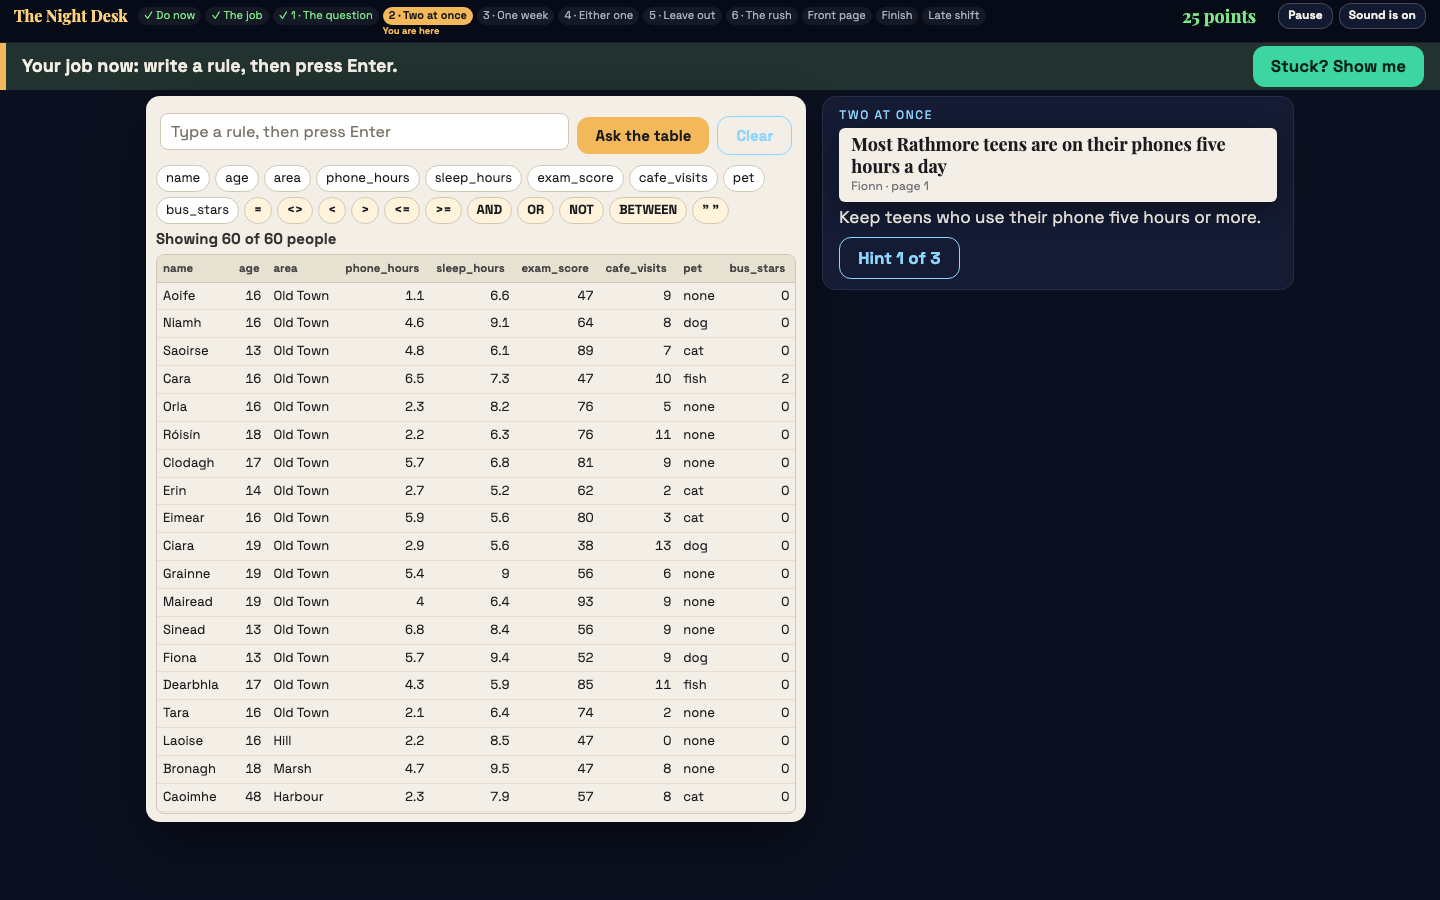 The Night Desk ✓ Do now ✓ The job ✓ 1 · The question 2 · Two at once 3 · One week 4 · Either one 5 · Leave out 6 · The rush Front page Finish Late shift 25 points Pause Sound is on
You are here
Your job now: write a rule, then press Enter. Stuck? Show me
Type a rule, then press Enter Ask the table Clear
name age area phone_hours sleep_hours exam_score cafe_visits pet
bus_stars = <> < > <= >= AND OR NOT BETWEEN " "
Showing 60 of 60 people
name age area phone_hours sleep_hours exam_score cafe_visits pet bus_stars
Aoife 16 Old Town 1.1 6.6 47 9 none 0
Niamh 16 Old Town 4.6 9.1 64 8 dog 0
Saoirse 13 Old Town 4.8 6.1 89 7 cat 0
Cara 16 Old Town 6.5 7.3 47 10 fish 2
Orla 16 Old Town 2.3 8.2 76 5 none 0
Róisín 18 Old Town 2.2 6.3 76 11 none 0
Clodagh 17 Old Town 5.7 6.8 81 9 none 0
Erin 14 Old Town 2.7 5.2 62 2 cat 0
Eimear 16 Old Town 5.9 5.6 80 3 cat 0
Ciara 19 Old Town 2.9 5.6 38 13 dog 0
Grainne 19 Old Town 5.4 9 56 6 none 0
Mairead 19 Old Town 4 6.4 93 9 none 0
Sinead 13 Old Town 6.8 8.4 56 9 none 0
Fiona 13 Old Town 5.7 9.4 52 9 dog 0
Dearbhla 17 Old Town 4.3 5.9 85 11 fish 0
Tara 16 Old Town 2.1 6.4 74 2 none 0
Laoise 16 Hill 2.2 8.5 47 0 none 0
Bronagh 18 Marsh 4.7 9.5 47 8 none 0
Caoimhe 48 Harbour 2.3 7.9 57 8 cat 0
TWO AT ONCE
Most Rathmore teens are on their phones five
hours a day
Fionn · page 1
Keep teens who use their phone five hours or more.
Hint 1 of 3